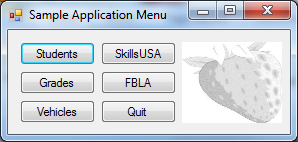 Sample Application Menu
Students SkillsUSA
Grades FBLA
Vehicles Quit